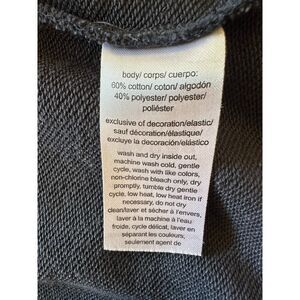 body/ corps/ cuerpo:
60% cotton/ coton/ algodón
40% polyester/ polyester/
poliéster
exclusive of decoration/elastic/
sauf décoration/élastique/
excluye la decoración/elástico
wash and dry inside out,
machine wash cold, gentle
cycle, wash with like colors,
non-chlorine bleach only, dry
promptly, tumble dry gentle
cycle, low heat, low heat iron if
necessary, do not dry
clean/laver et sécher à l'envers,
laver à la machine à l'eau
froide, cycle délicat, laver en
séparant les couleurs,
seulement agent de